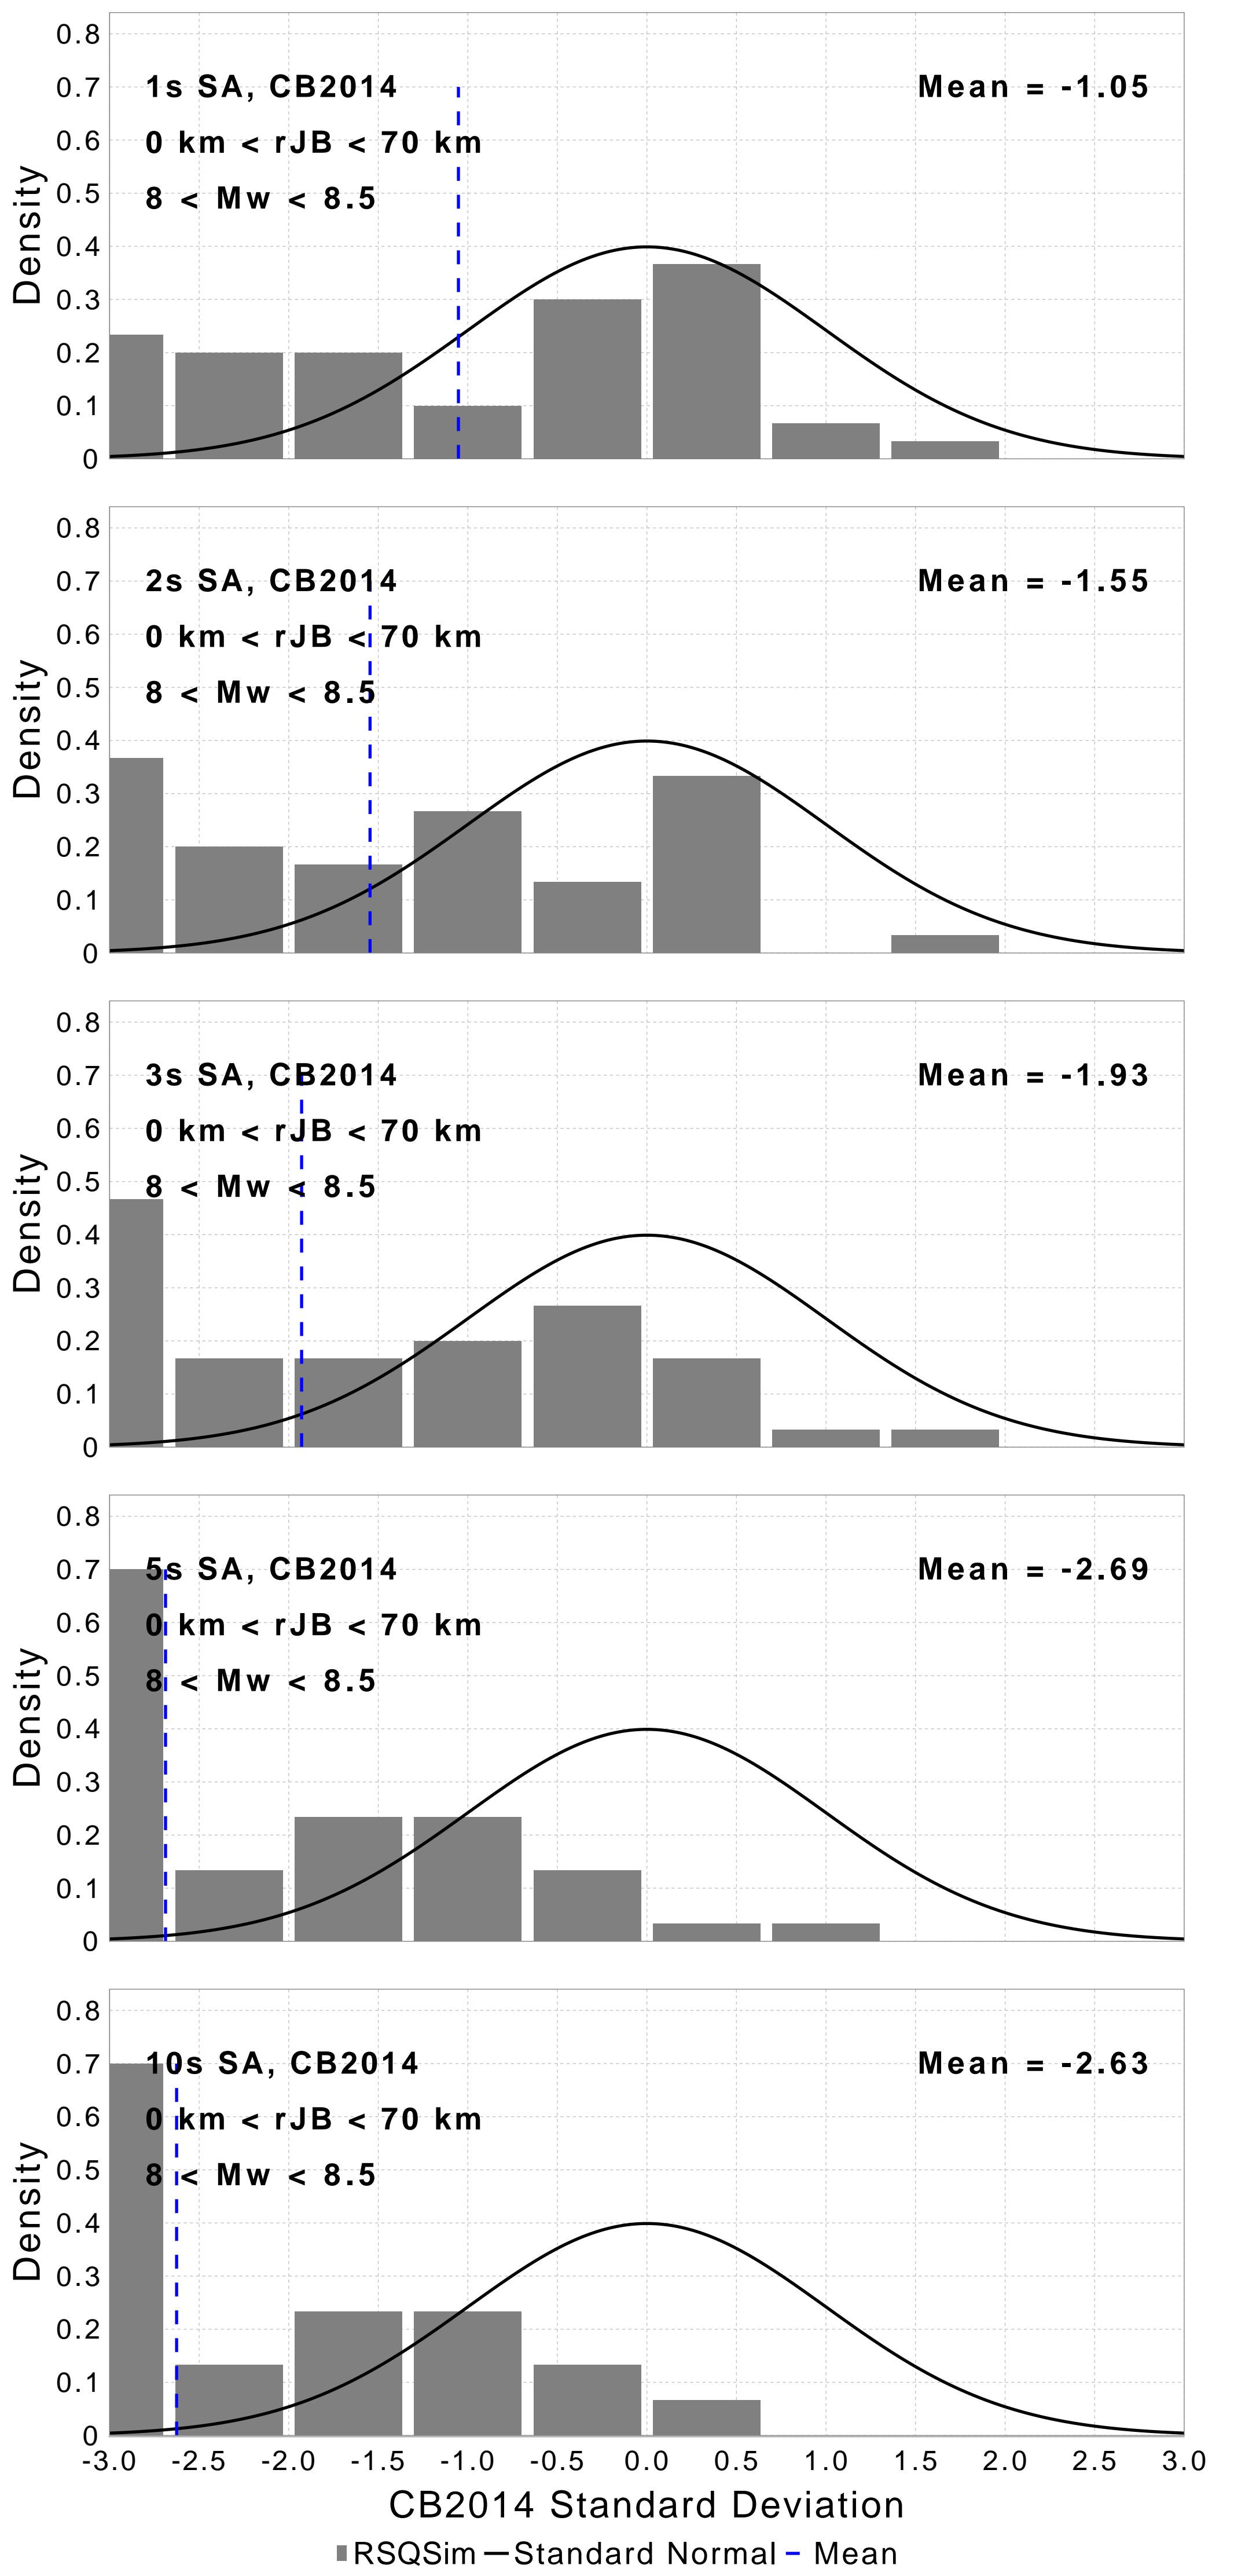 0.8
1s SA, CB2014 Mean = -1.05
0.7
0 km < rJB < 70 km
0.6
8 < Mw < 8.5
0.5
0.4
0.3
0.2
0.1
0
Density
0.8
2s SA, CB2014 Mean = -1.55
0.7
0 km < rJB < 70 km
0.6
8 < Mw < 8.5
0.5
0.4
0.3
0.2
0.1
0
Density
0.8
3s SA, CB2014 Mean = -1.93
0.7
0 km < rJB < 70 km
0.6
8 < Mw < 8.5
0.5
0.4
0.3
0.2
0.1
0
Density
0.8
5s SA, CB2014 Mean = -2.69
0.7
0 km < rJB < 70 km
0.6
8 < Mw < 8.5
0.5
0.4
0.3
0.2
0.1
0
Density
0.8
10s SA, CB2014 Mean = -2.63
0.7
0 km < rJB < 70 km
0.6
8 < Mw < 8.5
0.5
0.4
0.3
0.2
0.1
0
Density
-3.0 -2.5 -2.0 -1.5 -1.0 -0.5 0.0 0.5 1.0 1.5 2.0 2.5 3.0
CB2014 Standard Deviation
RSQSim Standard Normal Mean